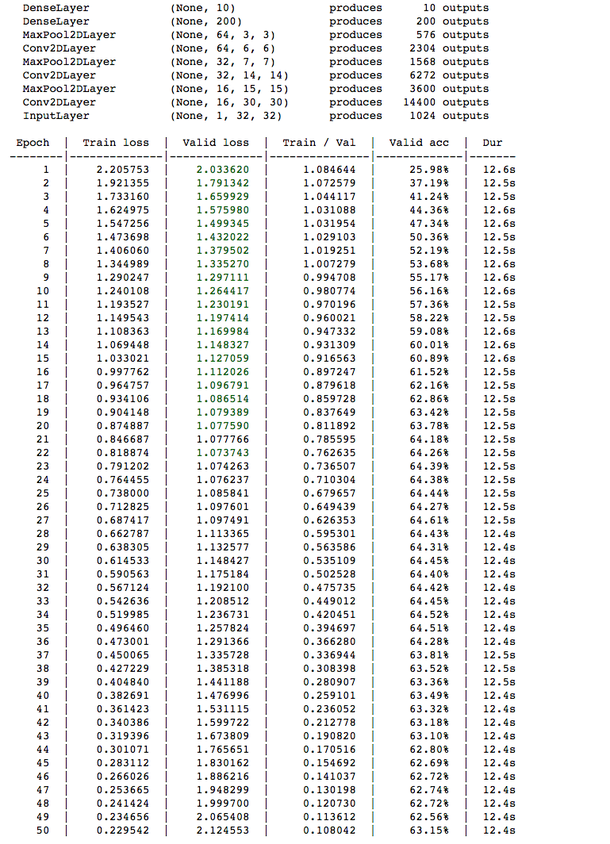 DenseLayer (None, 10) produces 10 outputs
DenseLayer (None, 200) produces 200 outputs
MaxPool2DLayer (None, 64, 3, 3) produces 576 outputs
Conv2DLayer (None, 64, 6, 6) produces 2304 outputs
MaxPool2DLayer (None, 32, 7, 7) produces 1568 outputs
Conv2DLayer (None, 32, 14, 14) produces 6272 outputs
MaxPool2DLayer (None, 16, 15, 15) produces 3600 outputs
Conv2DLayer (None, 16, 30, 30) produces 14400 outputs
InputLayer (None, 1, 32, 32) produces 1024 outputs
Epoch | Train loss | Valid loss | Train / Val | Valid acc | Dur
--------|--------------|--------------|---------------|-------------|-------
1 | 2.205753 | 2.033620 | 1.084644 | 25.98% | 12.6s
2 | 1.921355 | 1.791342 | 1.072579 | 37.19% | 12.6s
3 | 1.733160 | 1.659929 | 1.044117 | 41.24% | 12.5s
4 | 1.624975 | 1.575980 | 1.031088 | 44.36% | 12.6s
5 | 1.547256 | 1.499345 | 1.031954 | 47.34% | 12.6s
6 | 1.473698 | 1.432022 | 1.029103 | 50.36% | 12.5s
7 | 1.406060 | 1.379502 | 1.019251 | 52.19% | 12.5s
8 | 1.344989 | 1.335270 | 1.007279 | 53.68% | 12.6s
9 | 1.290247 | 1.297111 | 0.994708 | 55.17% | 12.6s
10 | 1.240108 | 1.264417 | 0.980774 | 56.16% | 12.6s
11 | 1.193527 | 1.230191 | 0.970196 | 57.36% | 12.5s
12 | 1.149543 | 1.197414 | 0.960021 | 58.22% | 12.5s
13 | 1.108363 | 1.169984 | 0.947332 | 59.08% | 12.6s
14 | 1.069448 | 1.148327 | 0.931309 | 60.01% | 12.6s
15 | 1.033021 | 1.127059 | 0.916563 | 60.89% | 12.6s
16 | 0.997762 | 1.112026 | 0.897247 | 61.52% | 12.6s
17 | 0.964757 | 1.096791 | 0.879618 | 62.16% | 12.5s
18 | 0.934106 | 1.086514 | 0.859728 | 62.86% | 12.5s
19 | 0.904148 | 1.079389 | 0.837649 | 63.42% | 12.5s
20 | 0.874887 | 1.077590 | 0.811892 | 63.78% | 12.5s
21 | 0.846687 | 1.077766 | 0.785595 | 64.18% | 12.5s
22 | 0.818874 | 1.073743 | 0.762635 | 64.26% | 12.5s
23 | 0.791202 | 1.074263 | 0.736507 | 64.39% | 12.5s
24 | 0.764455 | 1.076237 | 0.710304 | 64.38% | 12.5s
25 | 0.738000 | 1.085841 | 0.679657 | 64.44% | 12.5s
26 | 0.712825 | 1.097601 | 0.649439 | 64.27% | 12.5s
27 | 0.687417 | 1.097491 | 0.626353 | 64.61% | 12.5s
28 | 0.662787 | 1.113365 | 0.595301 | 64.43% | 12.4s
29 | 0.638305 | 1.132577 | 0.563586 | 64.31% | 12.4s
30 | 0.614533 | 1.148427 | 0.535109 | 64.45% | 12.4s
31 | 0.590563 | 1.175184 | 0.502528 | 64.40% | 12.4s
32 | 0.567124 | 1.192100 | 0.475735 | 64.42% | 12.4s
33 | 0.542636 | 1.208512 | 0.449012 | 64.45% | 12.4s
34 | 0.519985 | 1.236731 | 0.420451 | 64.52% | 12.4s
35 | 0.496460 | 1.257824 | 0.394697 | 64.51% | 12.4s
36 | 0.473001 | 1.291366 | 0.366280 | 64.28% | 12.4s
37 | 0.450065 | 1.335728 | 0.336944 | 63.81% | 12.5s
38 | 0.427229 | 1.385318 | 0.308398 | 63.52% | 12.5s
39 | 0.404840 | 1.441188 | 0.280907 | 63.36% | 12.5s
40 | 0.382691 | 1.476996 | 0.259101 | 63.49% | 12.4s
41 | 0.361423 | 1.531115 | 0.236052 | 63.32% | 12.4s
42 | 0.340386 | 1.599722 | 0.212778 | 63.18% | 12.4s
43 | 0.319396 | 1.673809 | 0.190820 | 63.10% | 12.4s
44 | 0.301071 | 1.765651 | 0.170516 | 62.80% | 12.4s
45 | 0.283112 | 1.830162 | 0.154692 | 62.69% | 12.4s
46 | 0.266026 | 1.886216 | 0.141037 | 62.72% | 12.4s
47 | 0.253665 | 1.948299 | 0.130198 | 62.74% | 12.4s
48 | 0.241424 | 1.999700 | 0.120730 | 62.72% | 12.4s
49 | 0.234656 | 2.065408 | 0.113612 | 62.56% | 12.4s
50 | 0.229542 | 2.124553 | 0.108042 | 63.15% | 12.4s